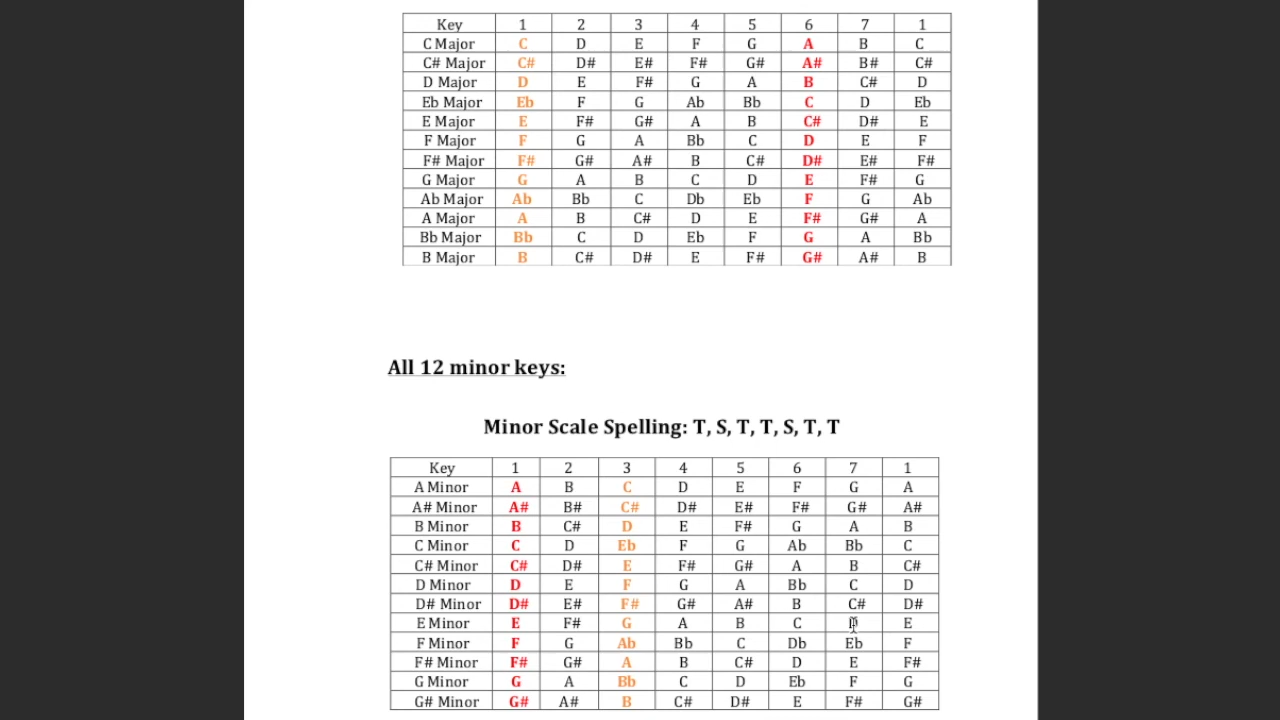 Key 1 2 3 4 5 6 7 1
C Major C D E F G A B C
C# Major C# D# E# F# G# A# B# C#
D Major D E F# G A B C# D
Eb Major Eb F G Ab Bb C D Eb
E Major E F# G# A B C# D# E
F Major F G A Bb C D E F
F# Major F# G# A# B C# D# E# F#
G Major G A B C D E F# G
Ab Major Ab Bb C Db Eb F G Ab
A Major A B C# D E F# G# A
Bb Major Bb C D Eb F G A Bb
B Major B C# D# E F# G# A# B
All 12 minor keys:
Minor Scale Spelling: T, S, T, T, S, T, T
Key 1 2 3 4 5 6 7 1
A Minor A B C D E F G A
A# Minor A# B# C# D# E# F# G# A#
B Minor B C# D E F# G A B
C Minor C D Eb F G Ab Bb C
C# Minor C# D# E F# G# A B C#
D Minor D E F G A Bb C D
D# Minor D# E# F# G# A# B C# D#
E Minor E F# G A B C D E
F Minor F G Ab Bb C Db Eb F
F# Minor F# G# A B C# D E F#
G Minor G A Bb C D Eb F G
G# Minor G# A# B C# D# E F# G#